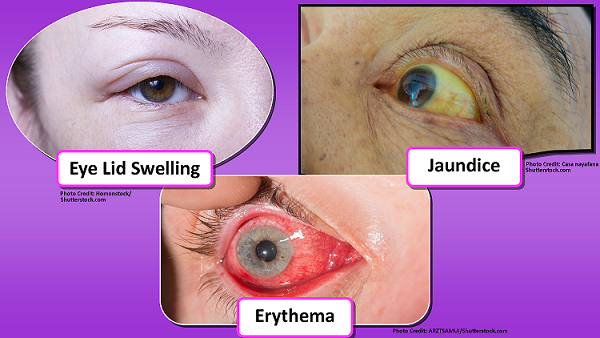 Eye Lid Swelling
Photo Credit: Homonstock/
Shutterstock.com
Jaundice
Photo Credit: Casa nayafana
Shutterstock.com
Erythema
Photo Credit: ARZTSAMUI/Shutterstock.com